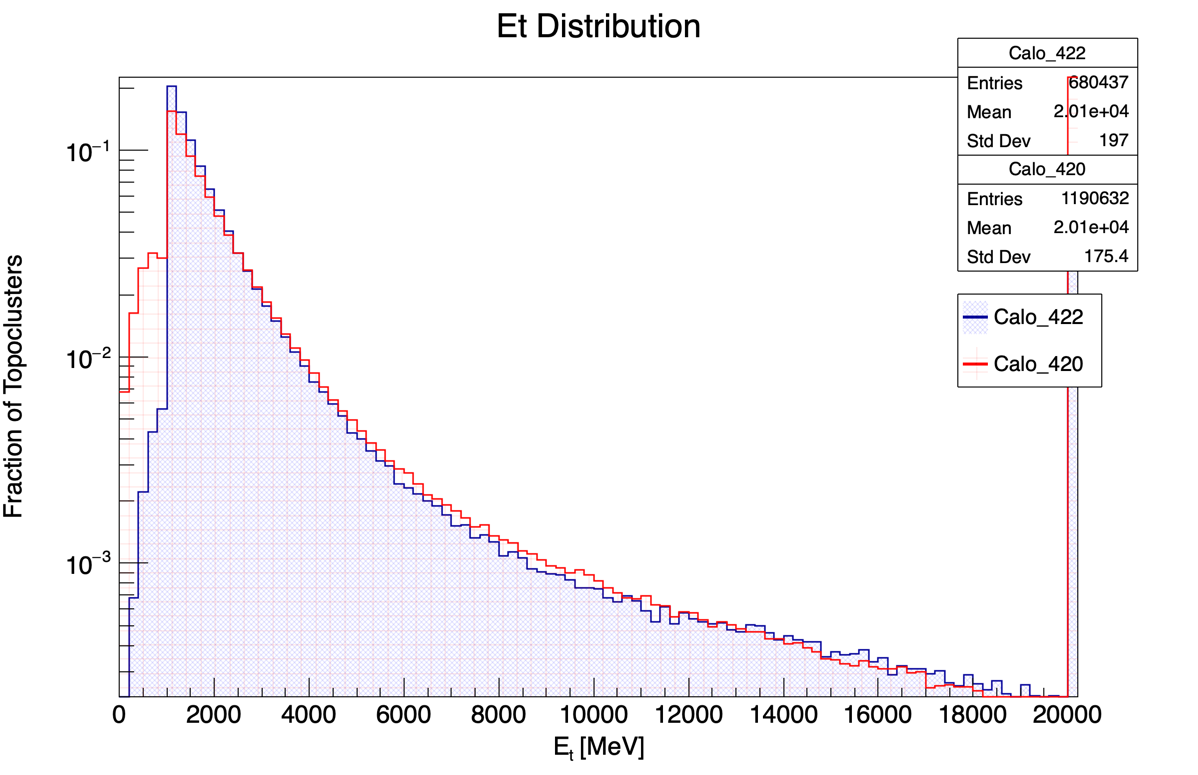 Et Distribution
Calo_422
Entries 680437
Mean 2.01e+04
Std Dev 197
Calo_420
Entries 1190632
Mean 2.01e+04
Std Dev 175.4
Calo_422
Calo_420
Fraction of Topoclusters
10⁻¹
10⁻²
10⁻³
0 2000 4000 6000 8000 10000 12000 14000 16000 18000 20000
Eₜ [MeV]